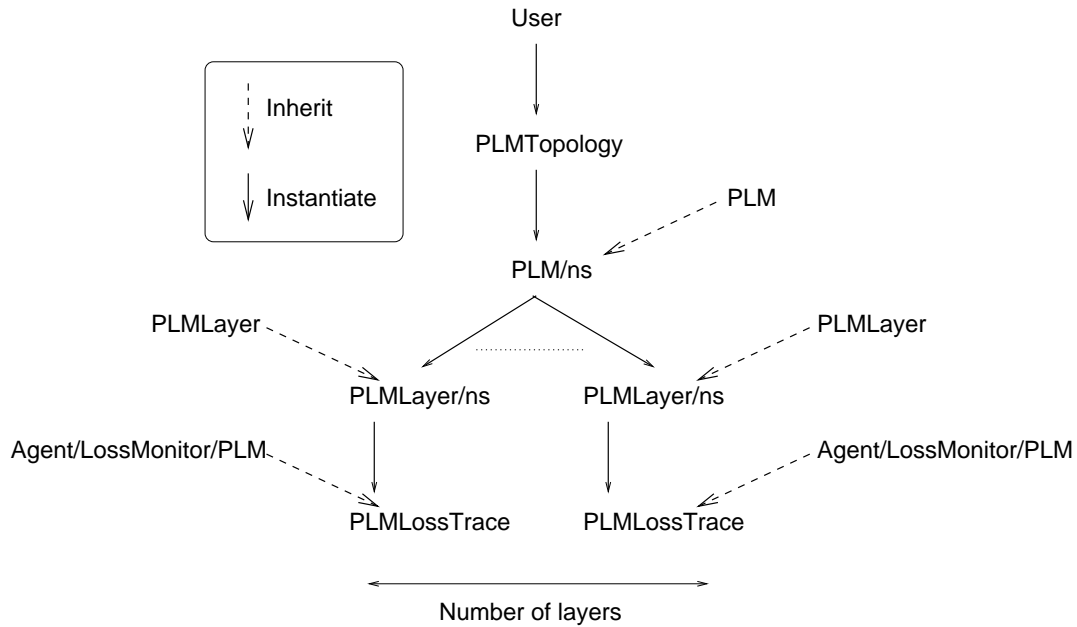 User
Inherit
PLMTopology
Instantiate
PLM
PLM/ns
PLMLayer
PLMLayer
PLMLayer/ns
PLMLayer/ns
Agent/LossMonitor/PLM
Agent/LossMonitor/PLM
PLMLossTrace
PLMLossTrace
Number of layers